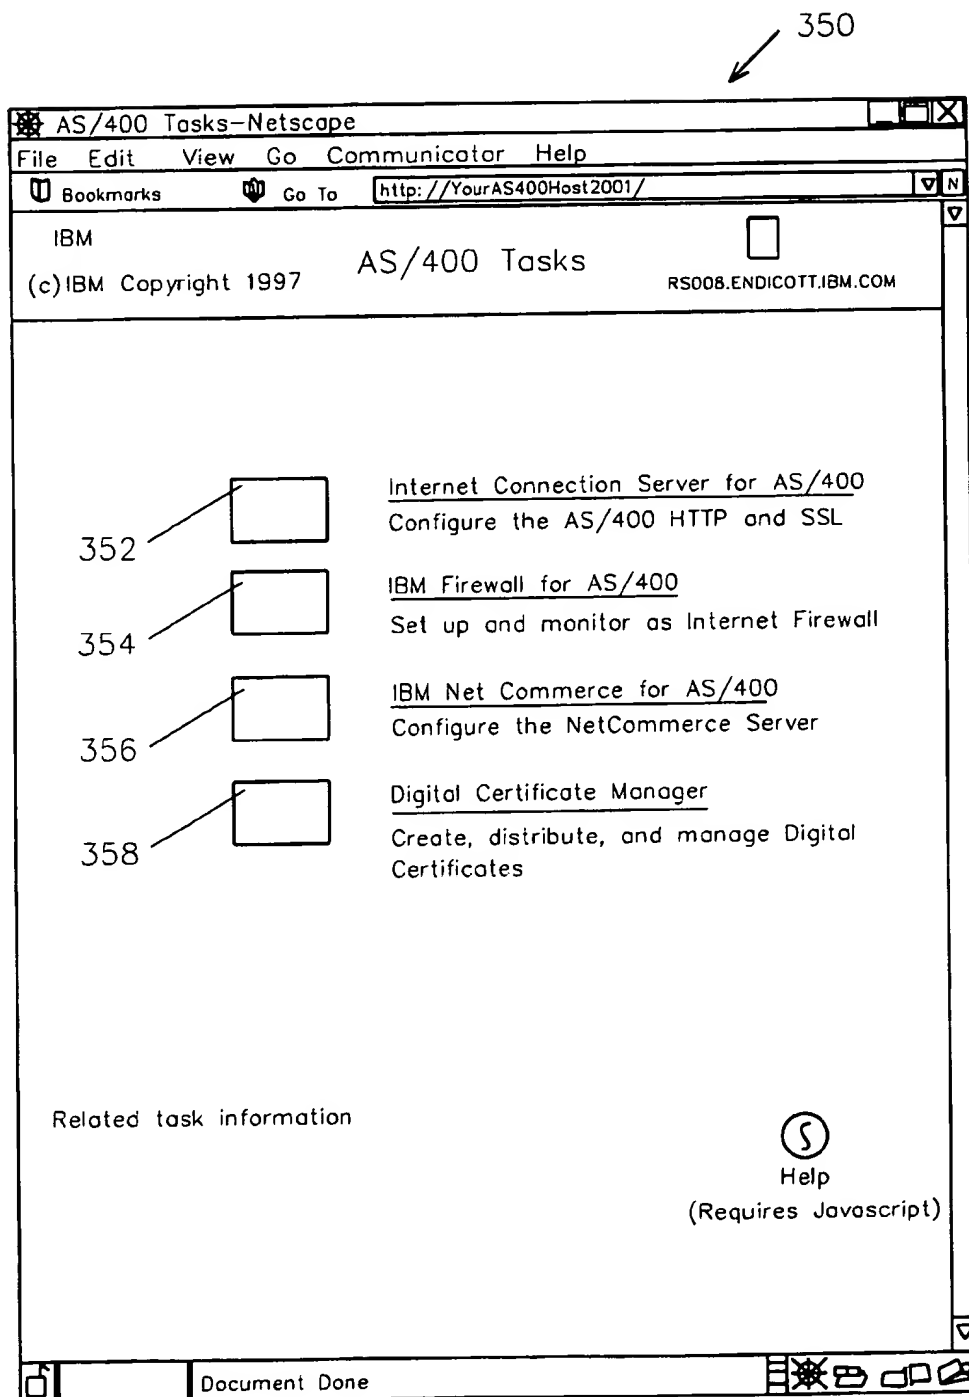 350
AS/400 Tasks-Netscape
File Edit View Go Communicator Help
Bookmarks Go To http://YourAS400Host2001/ N
IBM
(c)IBM Copyright 1997 AS/400 Tasks RS008.ENDICOTT.IBM.COM
Internet Connection Server for AS/400
Configure the AS/400 HTTP and SSL
352
IBM Firewall for AS/400
Set up and monitor as Internet Firewall
354
IBM Net Commerce for AS/400
Configure the NetCommerce Server
356
Digital Certificate Manager
Create, distribute, and manage Digital
Certificates
358
Related task information
Help
(Requires Javascript)
Document Done